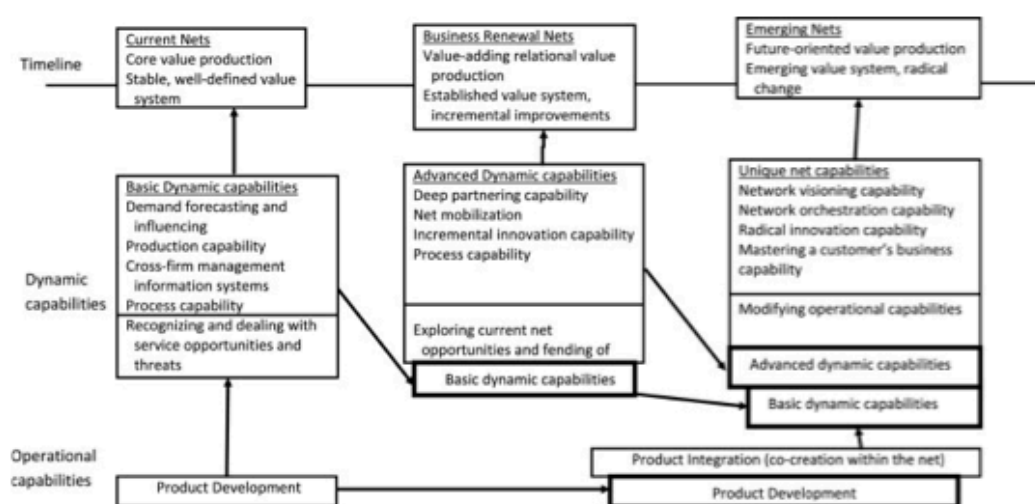 Timeline
Current Nets
Core value production
Stable, well-defined value
system
Business Renewal Nets
Value-adding relational value
production
Established value system,
incremental improvements
Emerging Nets
Future-oriented value production
Emerging value system, radical
change
Dynamic
capabilities
Basic Dynamic capabilities
Demand forecasting and
influencing
Production capability
Cross-firm management
information systems
Process capability
Recognizing and dealing with
service opportunities and
threats
Advanced Dynamic capabilities
Deep partnering capability
Net mobilization
Incremental innovation capability
Process capability
Exploring current net
opportunities and fending of
Basic dynamic capabilities
Unique net capabilities
Network visioning capability
Network orchestration capability
Radical innovation capability
Mastering a customer's business
capability
Modifying operational capabilities
Advanced dynamic capabilities
Basic dynamic capabilities
Operational
capabilities
Product Development
Product Integration (co-creation within the net)
Product Development